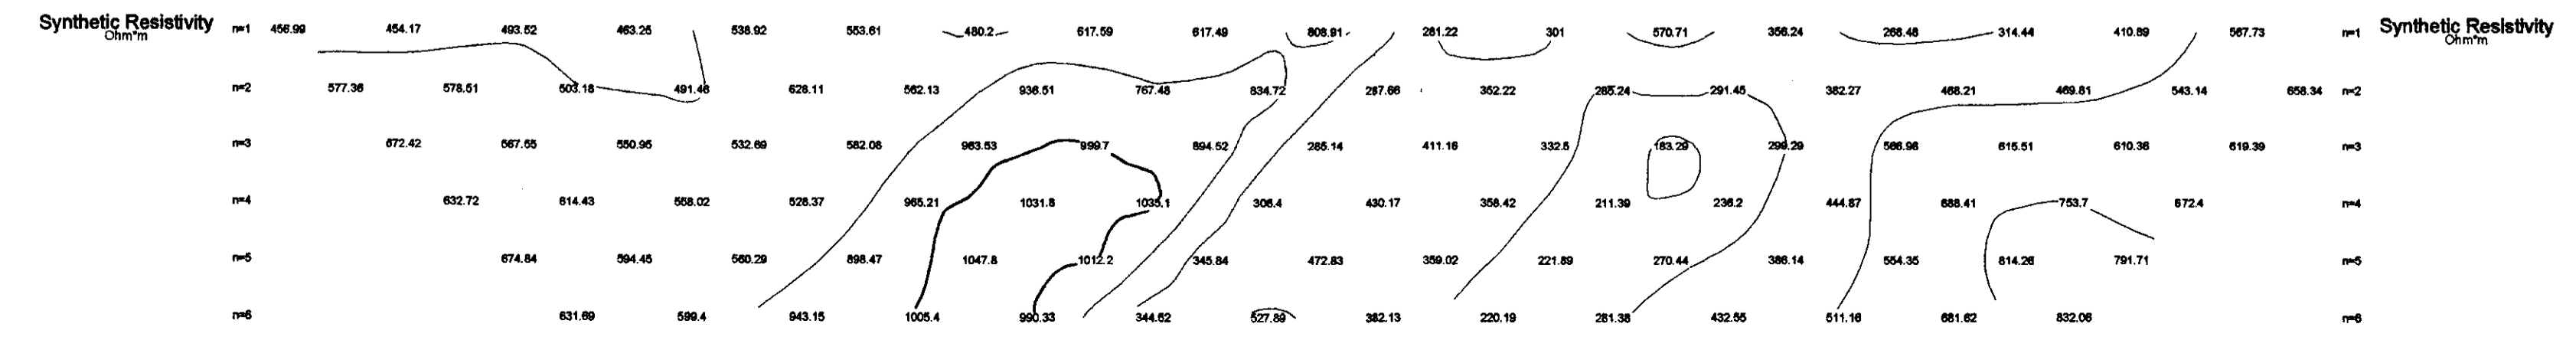 Synthetic Resistivity n=1 456.99 454.17 493.52 463.25 538.92 553.61 480.2 617.59 617.49 808.91 281.22 301 570.71 356.24 268.48 314.44 410.89 567.73 n=1 Synthetic Resistivity
Ohm*m Ohm*m
n=2 577.36 578.51 503.18 491.48 628.11 562.13 936.51 767.48 834.72 287.66 352.22 285.24 291.45 382.27 468.21 469.81 543.14 658.34 n=2
n=3 672.42 567.55 550.95 532.69 582.08 963.53 999.7 894.52 285.14 411.16 332.5 183.29 299.29 566.98 615.51 610.36 619.39 n=3
n=4 632.72 614.43 568.02 528.37 965.21 1031.8 1035.1 306.4 430.17 358.42 211.39 236.2 444.87 688.41 753.7 672.4 n=4
n=5 674.84 594.45 560.29 898.47 1047.8 1012.2 345.84 472.83 359.02 221.89 270.44 386.14 554.35 814.26 791.71 n=5
n=6 631.69 599.4 943.15 1005.4 990.33 344.62 527.89 382.13 220.19 281.38 432.55 511.16 681.62 832.06 n=6